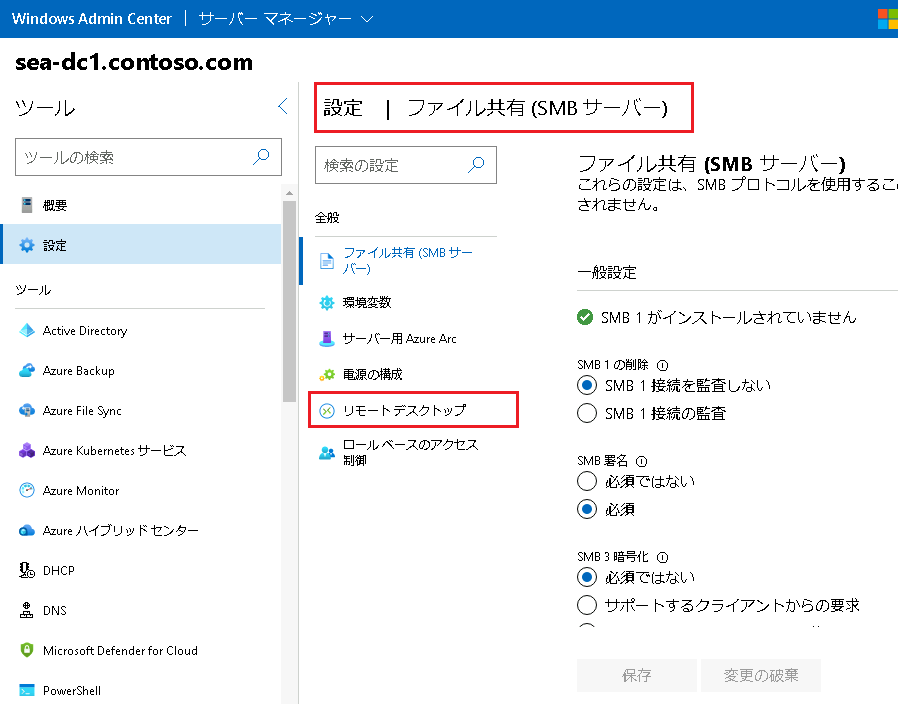 Windows Admin Center | サーバー マネージャー
sea-dc1.contoso.com
ツール
ツールの検索
概要
設定
ツール
Active Directory
Azure Backup
Azure File Sync
Azure Kubernetes サービス
Azure Monitor
Azure ハイブリッド センター
DHCP
DNS
Microsoft Defender for Cloud
PowerShell
設定 | ファイル共有 (SMB サーバー)
検索の設定
全般
ファイル共有 (SMB サー
バー)
環境変数
サーバー用 Azure Arc
電源の構成
リモート デスクトップ
ロール ベースのアクセス
制御
ファイル共有 (SMB サーバー)
これらの設定は、SMB プロトコルを使用するこ
されません。
一般設定
SMB 1 がインストールされていません
SMB 1 の削除
SMB 1 接続を監査しない
SMB 1 接続の監査
SMB 署名
必須ではない
必須
SMB 3 暗号化
必須ではない
サポートするクライアントからの要求
保存
変更の破棄